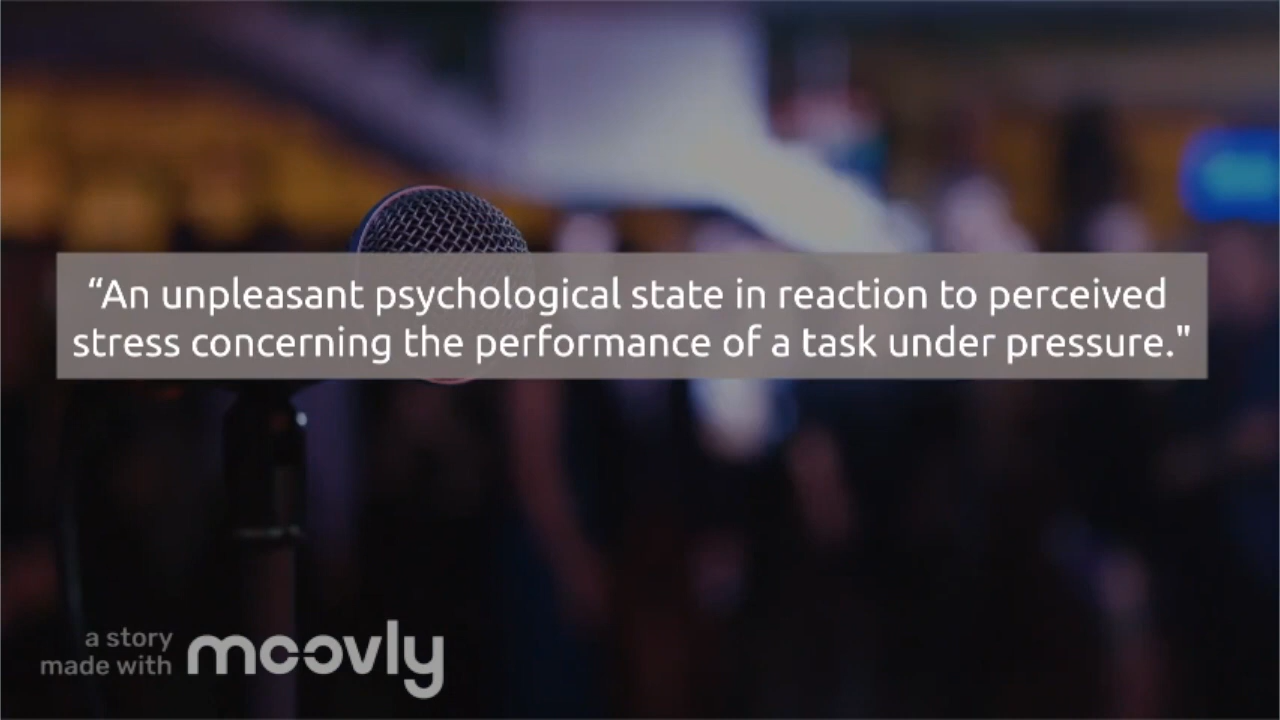 “An unpleasant psychological state in reaction to perceived
stress concerning the performance of a task under pressure."
a story
made with moovly